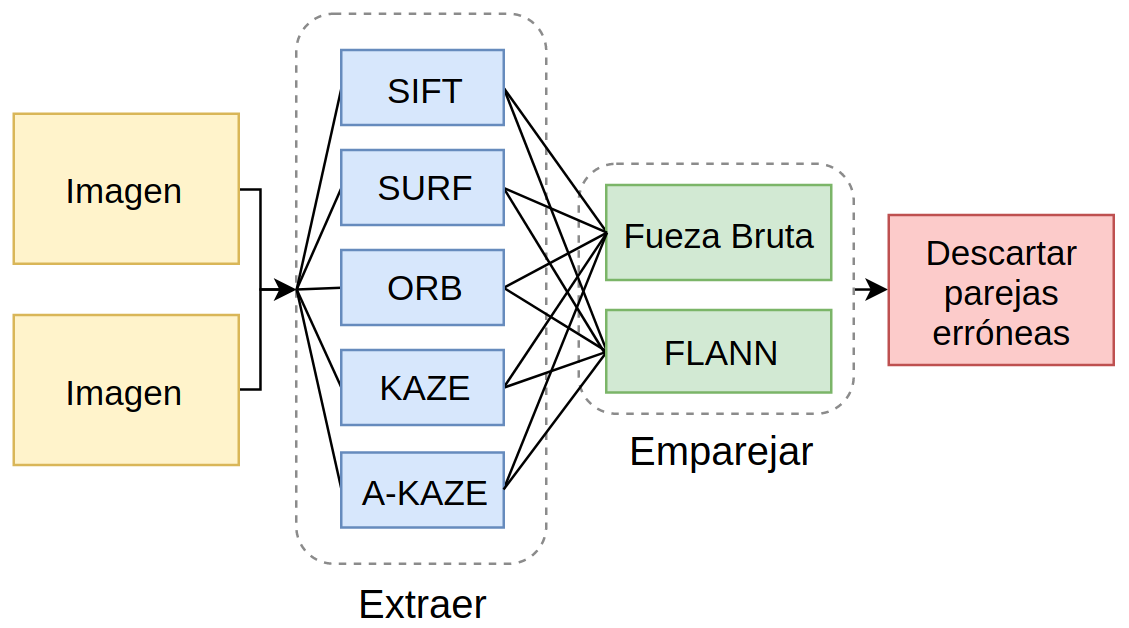 Imagen
Imagen
SIFT
SURF
ORB
KAZE
A-KAZE
Extraer
Fueza Bruta
FLANN
Emparejar
Descartar
parejas
erróneas